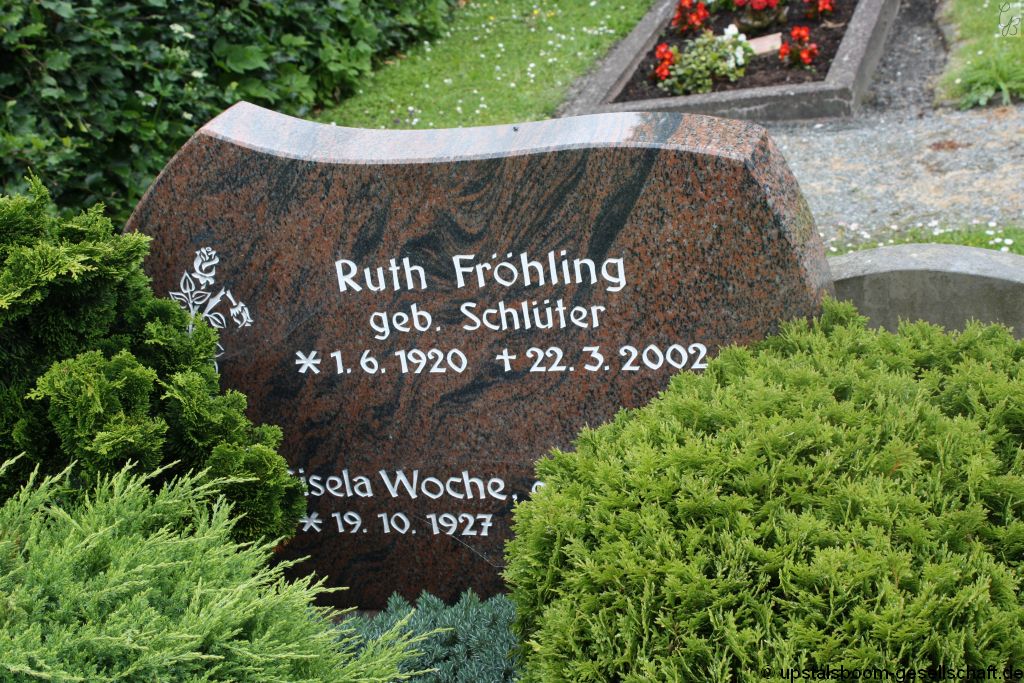 Ruth Fröhling
geb. Schlüter
* 1. 6. 1920 † 22. 3. 2002
isela Woche,
* 19. 10. 1927
© upstalsboom-gesellschaft.de